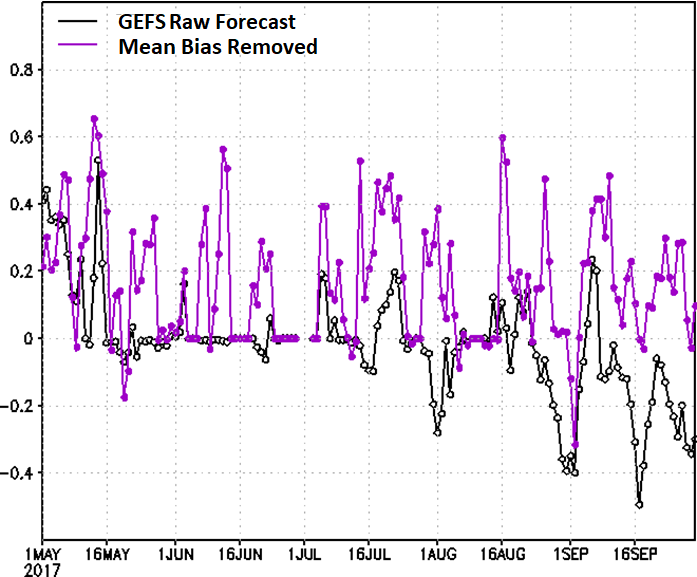 GEFS Raw Forecast
Mean Bias Removed
0.8
0.6
0.4
0.2
0
−0.2
−0.4
1MAY 16MAY 1JUN 16JUN 1JUL 16JUL 1AUG 16AUG 1SEP 16SEP
2017